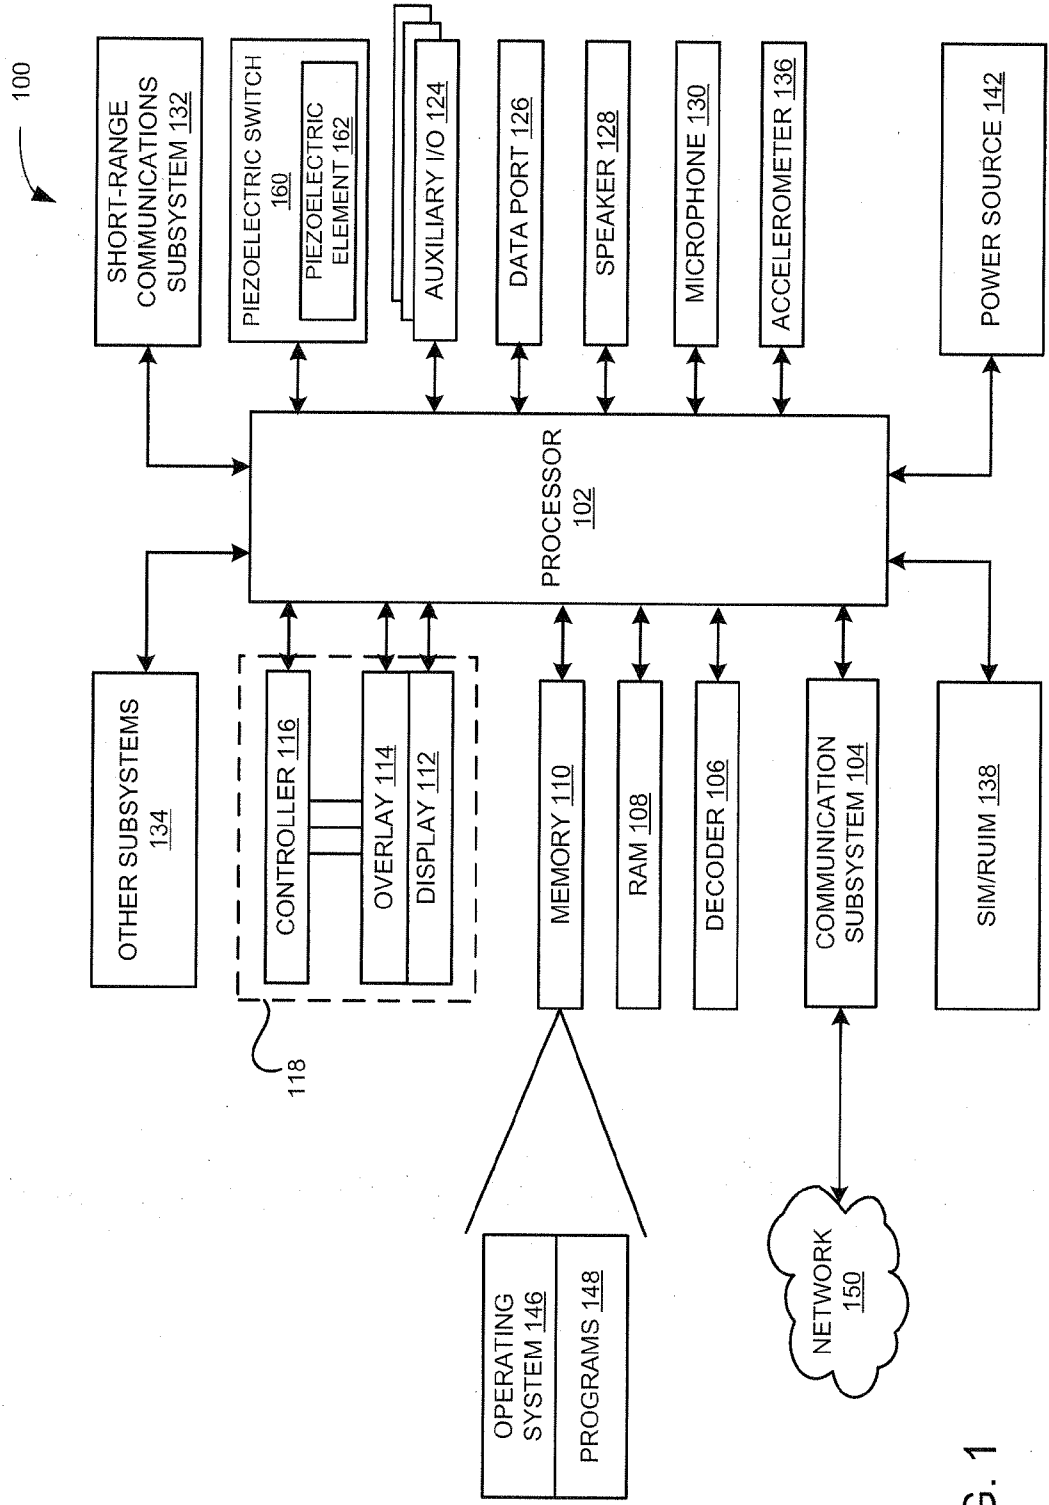 100
SHORT-RANGE
COMMUNICATIONS
SUBSYSTEM 132
PIEZOELECTRIC SWITCH
160
PIEZOELECTRIC
ELEMENT 162
AUXILIARY I/O 124
DATA PORT 126
SPEAKER 128
MICROPHONE 130
ACCELEROMETER 136
POWER SOURCE 142
PROCESSOR
102
OTHER SUBSYSTEMS
134
CONTROLLER 116
OVERLAY 114
DISPLAY 112
118
MEMORY 110
RAM 108
DECODER 106
COMMUNICATION
SUBSYSTEM 104
SIM/RUIM 138
OPERATING
SYSTEM 146
PROGRAMS 148
NETWORK
150
G. 1